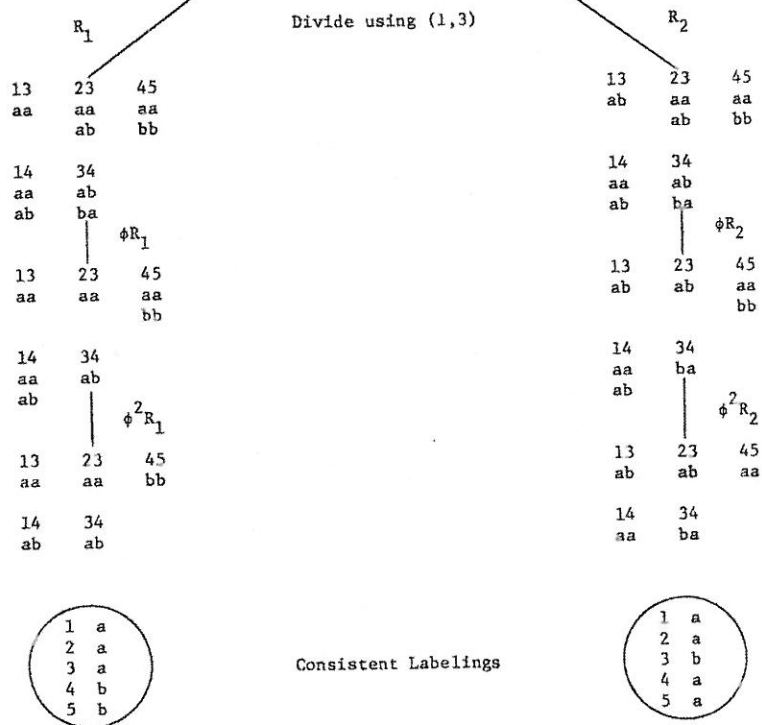 R1 Divide using (1,3) R2
13 23 45
aa aa aa
ab bb
14 34
aa ab
ab ba
ϕR1
13 23 45
aa aa aa
bb
14 34
aa ab
ab
ϕ²R1
13 23 45
aa aa bb
14 34
ab ab
1 a
2 a
3 a
4 b
5 b
13 23 45
ab aa aa
ab bb
14 34
aa ab
ab ba
ϕR2
13 23 45
ab ab aa
bb
14 34
aa ba
ab
ϕ²R2
13 23 45
ab ab aa
14 34
aa ba
Consistent Labelings
1 a
2 a
3 b
4 a
5 a